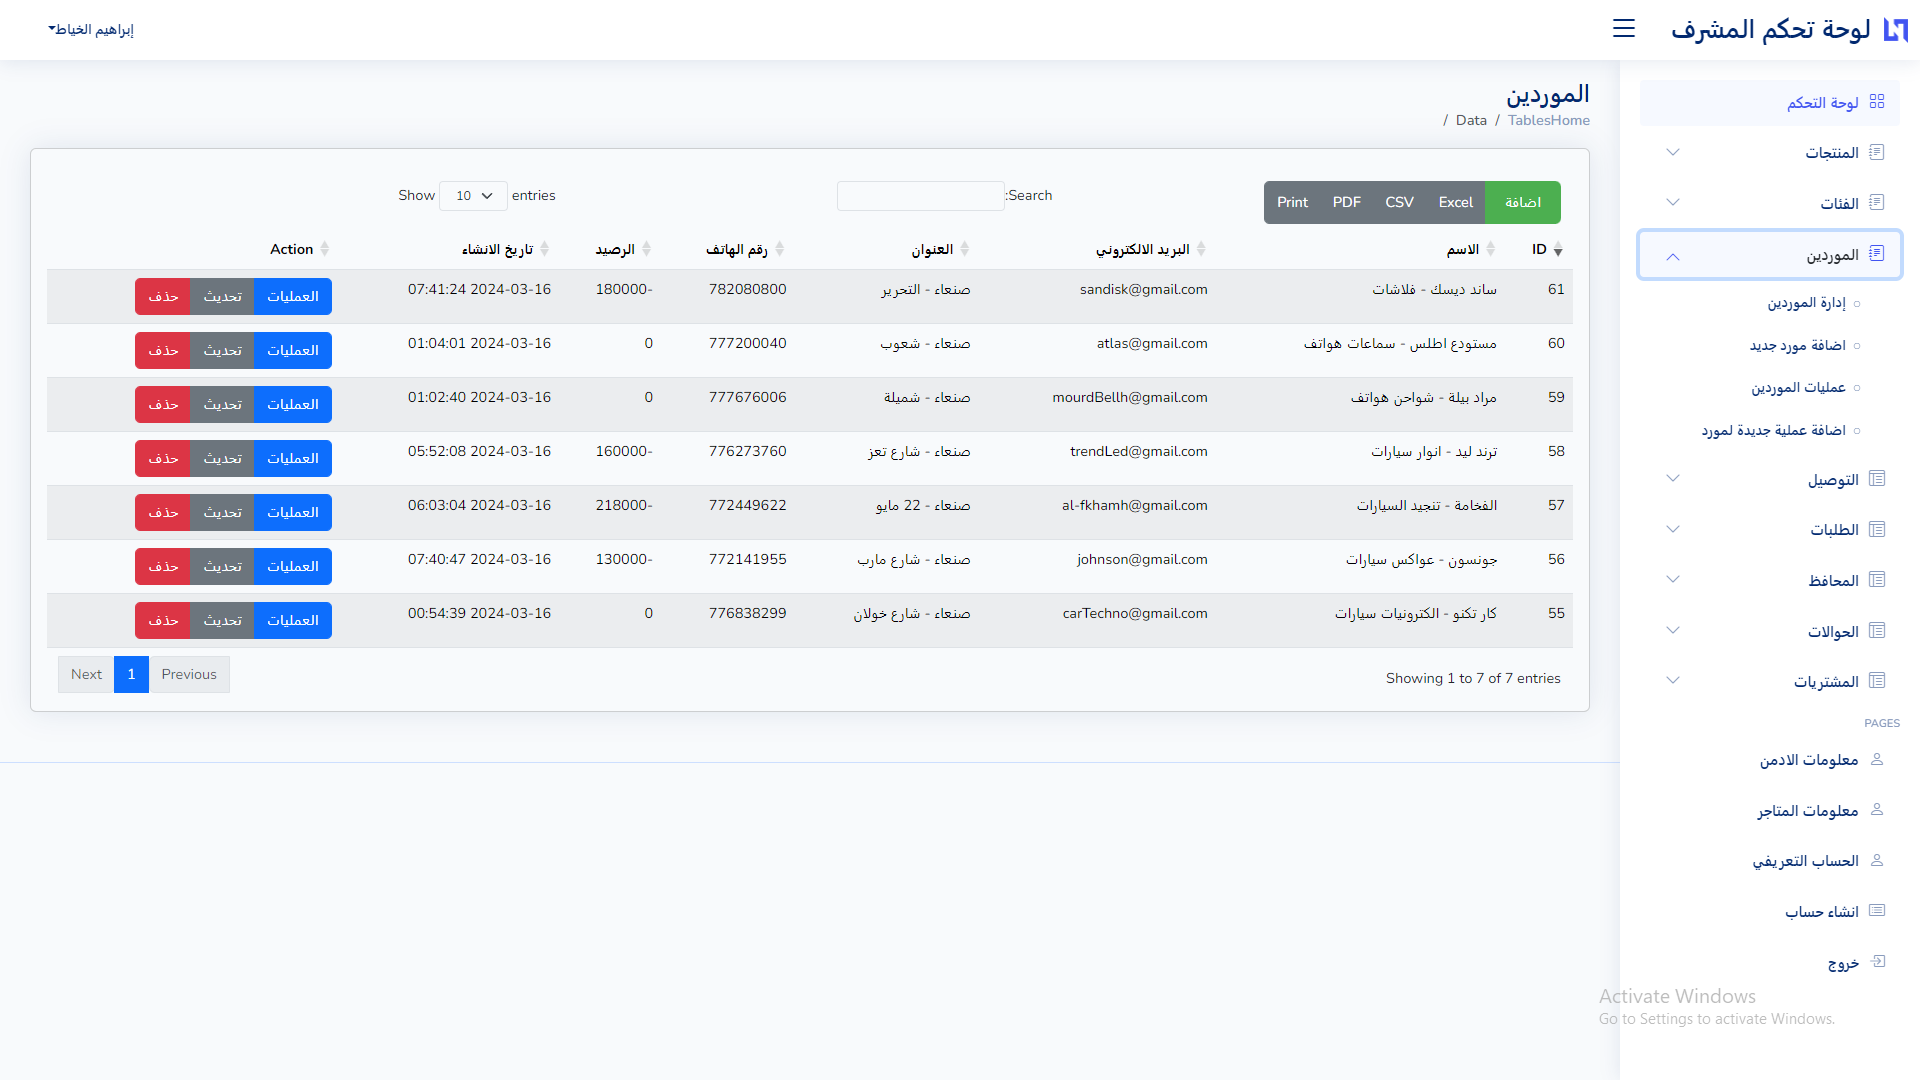 لوحة تحكم المشرف
إبراهيم الخياط
لوحة التحكم
المنتجات
الفئات
الموردين
إدارة الموردين
اضافة مورد جديد
عمليات الموردين
اضافة عملية جديدة لمورد
التوصيل
الطلبات
المحافظ
الحوالات
المشتريات
PAGES
معلومات الادمن
معلومات المتاجر
الحساب التعريفي
انشاء حساب
خروج
الموردين
TablesHome / Data /
اضافة Excel CSV PDF Print
Search:
Show 10 entries
ID الاسم البريد الالكتروني العنوان رقم الهاتف الرصيد تاريخ الانشاء Action
61 ساند ديسك - فلاشات sandisk@gmail.com صنعاء - التحرير 782080800 180000- 2024-03-16 07:41:24 العمليات تحديث حذف
60 مستودع اطلس - سماعات هواتف atlas@gmail.com صنعاء - شعوب 777200040 0 2024-03-16 01:04:01 العمليات تحديث حذف
59 مراد بيلة - شواحن هواتف mourdBellh@gmail.com صنعاء - شميلة 777676006 0 2024-03-16 01:02:40 العمليات تحديث حذف
58 ترند ليد - انوار سيارات trendLed@gmail.com صنعاء - شارع تعز 776273760 160000- 2024-03-16 05:52:08 العمليات تحديث حذف
57 الفخامة - تنجيد السيارات al-fkhamh@gmail.com صنعاء - 22 مايو 772449622 218000- 2024-03-16 06:03:04 العمليات تحديث حذف
56 جونسون - عواكس سيارات johnson@gmail.com صنعاء - شارع مارب 772141955 130000- 2024-03-16 07:40:47 العمليات تحديث حذف
55 كار تكنو - الكترونيات سيارات carTechno@gmail.com صنعاء - شارع خولان 776838299 0 2024-03-16 00:54:39 العمليات تحديث حذف
Showing 1 to 7 of 7 entries
Previous 1 Next
Activate Windows
Go to Settings to activate Windows.